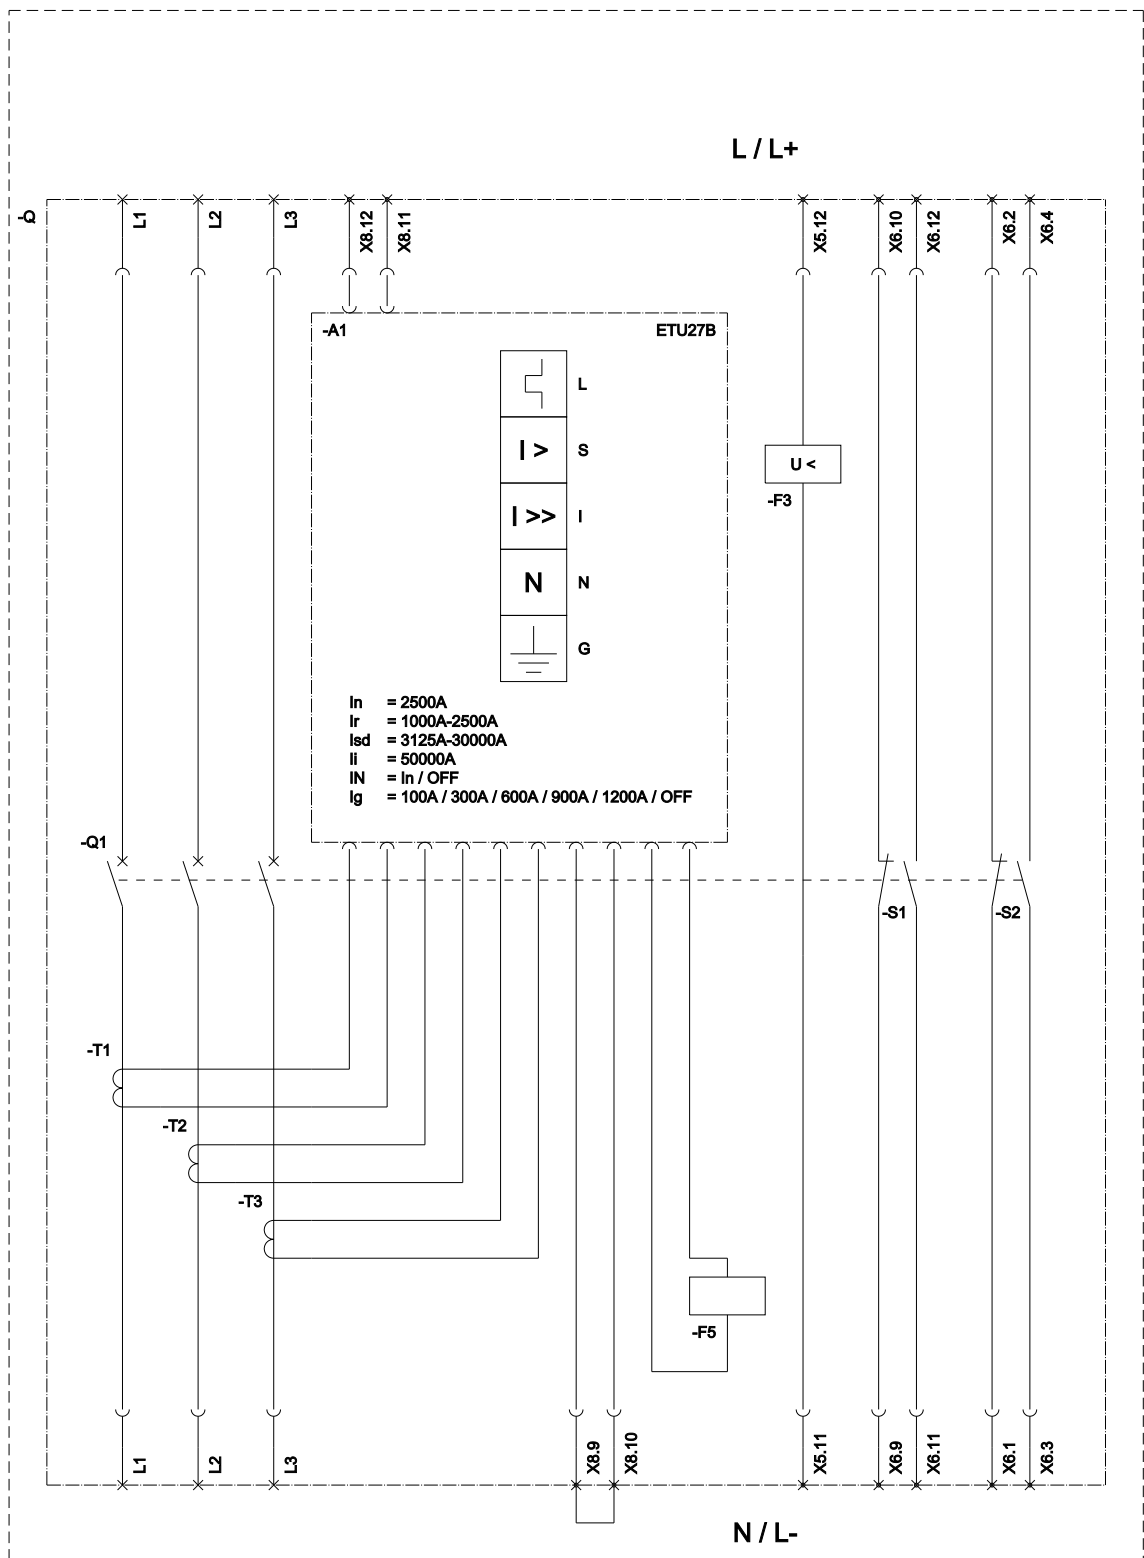 L / L+
-Q
L1
L2
L3
X8.12
X8.11
X5.12
X6.10
X6.12
X6.2
X6.4
-A1
ETU27B
L
I >
S
I >>
I
N
N
G
U <
-F3
In = 2500A
Ir = 1000A-2500A
Isd = 3125A-30000A
Ii = 50000A
IN = In / OFF
Ig = 100A / 300A / 600A / 900A / 1200A / OFF
-Q1
-S1
-S2
-T1
-T2
-T3
-F5
L1
L2
L3
X8.9
X8.10
X5.11
X6.9
X6.11
X6.1
X6.3
N / L-